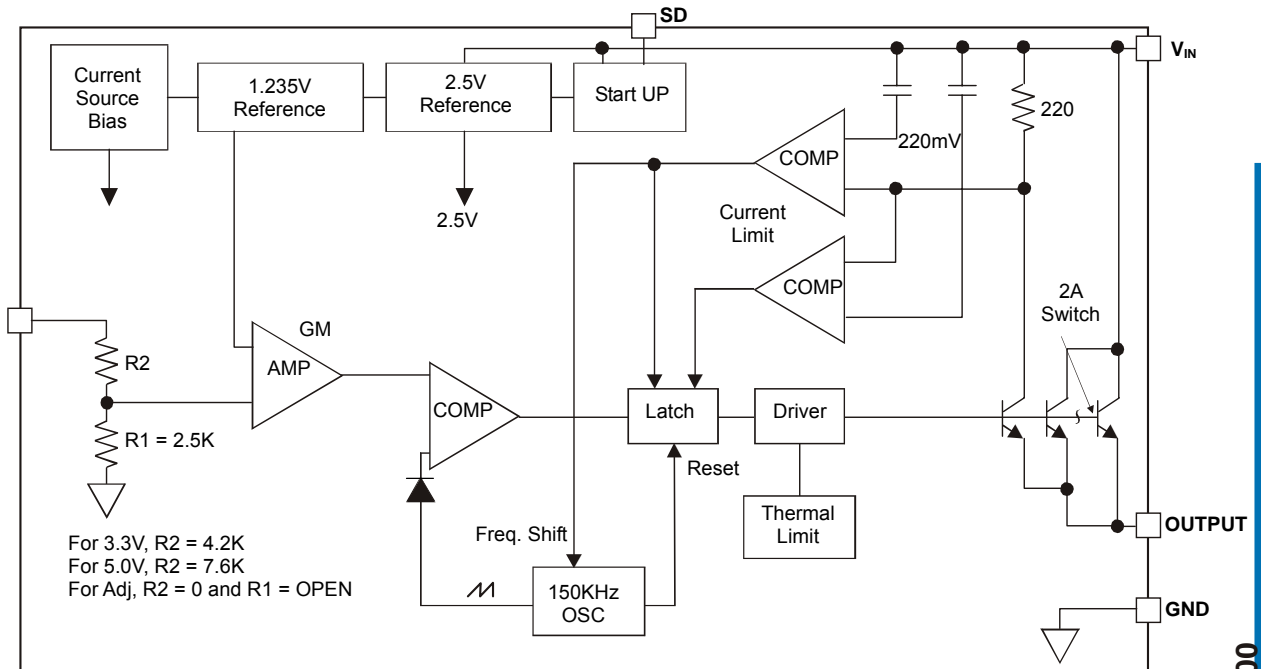 SD
V_IN
Current
Source
Bias
1.235V
Reference
2.5V
Reference
Start UP
220
220mV
COMP
2.5V
Current
Limit
COMP
2A
Switch
GM
R2
AMP
COMP
Latch
Driver
R1 = 2.5K
Reset
Thermal
Limit
OUTPUT
For 3.3V, R2 = 4.2K
For 5.0V, R2 = 7.6K
For Adj, R2 = 0 and R1 = OPEN
Freq. Shift
150KHz
OSC
GND
00